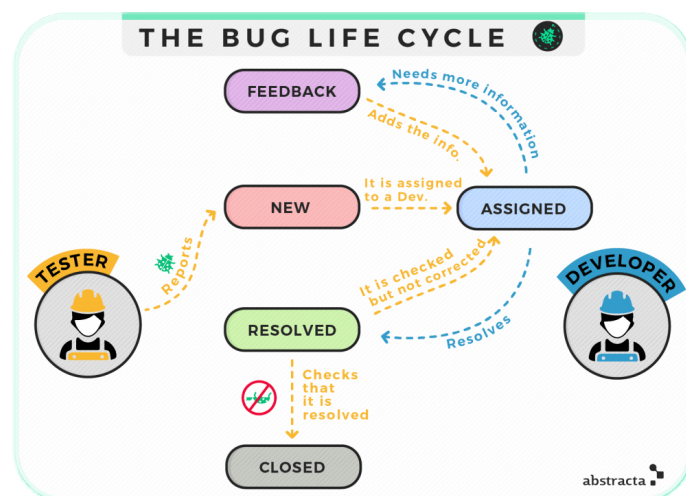 THE BUG LIFE CYCLE
FEEDBACK
Needs more information
Adds the info.
NEW
It is assigned
to a Dev.
ASSIGNED
TESTER
Reports
It is checked
but not corrected
DEVELOPER
RESOLVED
Resolves
Checks
that
it is
resolved
CLOSED
abstracta